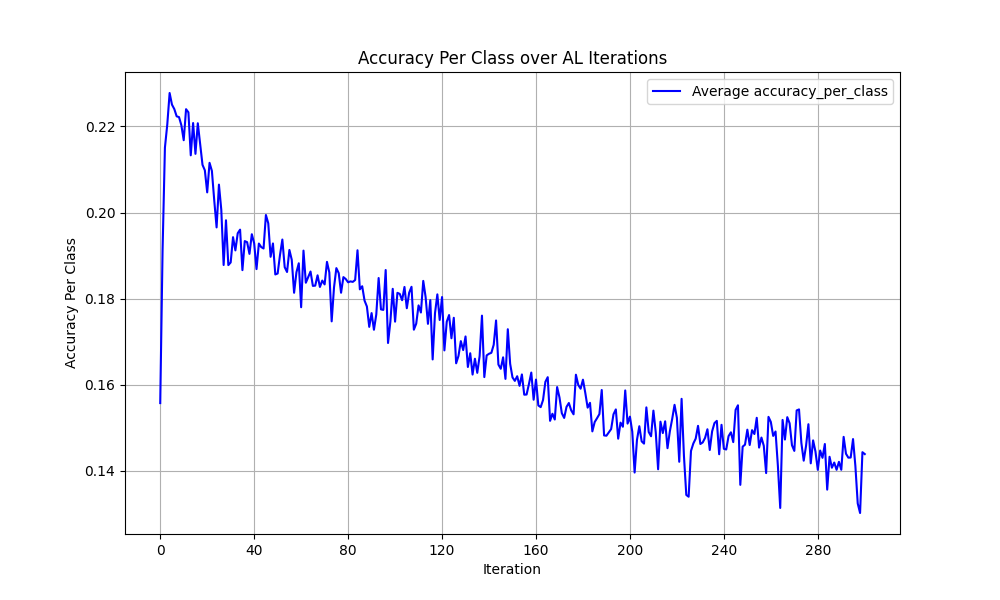 Accuracy Per Class over AL Iterations
Average accuracy_per_class
Accuracy Per Class
0.22
0.20
0.18
0.16
0.14
0 40 80 120 160 200 240 280
Iteration